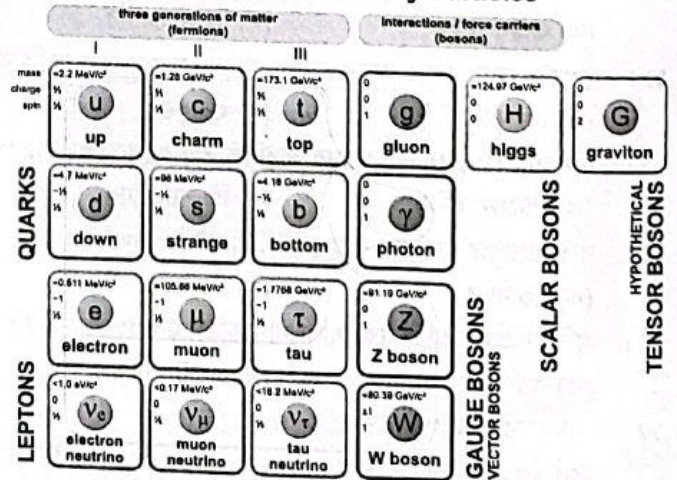 three generations of matter
(fermions)
interactions / force carriers
(bosons)
I
II
III
mass
charge
spin
≈2.2 MeV/c²
⅔
½
u
up
≈1.28 GeV/c²
⅔
½
c
charm
≈173.1 GeV/c²
⅔
½
t
top
0
0
1
g
gluon
≈124.97 GeV/c²
0
0
H
higgs
0
0
2
G
graviton
QUARKS
≈4.7 MeV/c²
-⅓
½
d
down
≈96 MeV/c²
-⅓
½
s
strange
≈4.18 GeV/c²
-⅓
½
b
bottom
0
0
1
γ
photon
SCALAR BOSONS
HYPOTHETICAL
TENSOR BOSONS
≈0.511 MeV/c²
-1
½
e
electron
≈105.66 MeV/c²
-1
½
μ
muon
≈1.7768 GeV/c²
-1
½
τ
tau
≈91.19 GeV/c²
0
1
Z
Z boson
LEPTONS
<1.0 eV/c²
0
½
νe
electron
neutrino
<0.17 MeV/c²
0
½
νμ
muon
neutrino
<18.2 MeV/c²
0
½
ντ
tau
neutrino
≈80.39 GeV/c²
±1
1
W
W boson
GAUGE BOSONS
VECTOR BOSONS